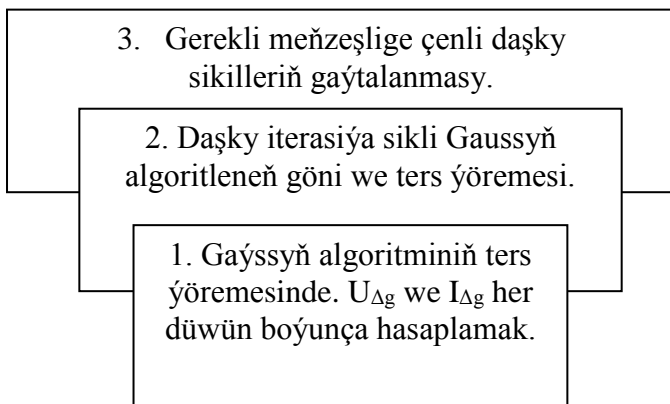 3. Gerekli meňzeşlige çenli daşky
sikilleriň gaýtalanmasy.
2. Daşky iterasiýa sikli Gaussyň
algoritleneň göni we ters ýöremesi.
1. Gaýssyň algoritminiň ters
ýöremesinde. U∆g we I∆g her
düwün boýunça hasaplamak.